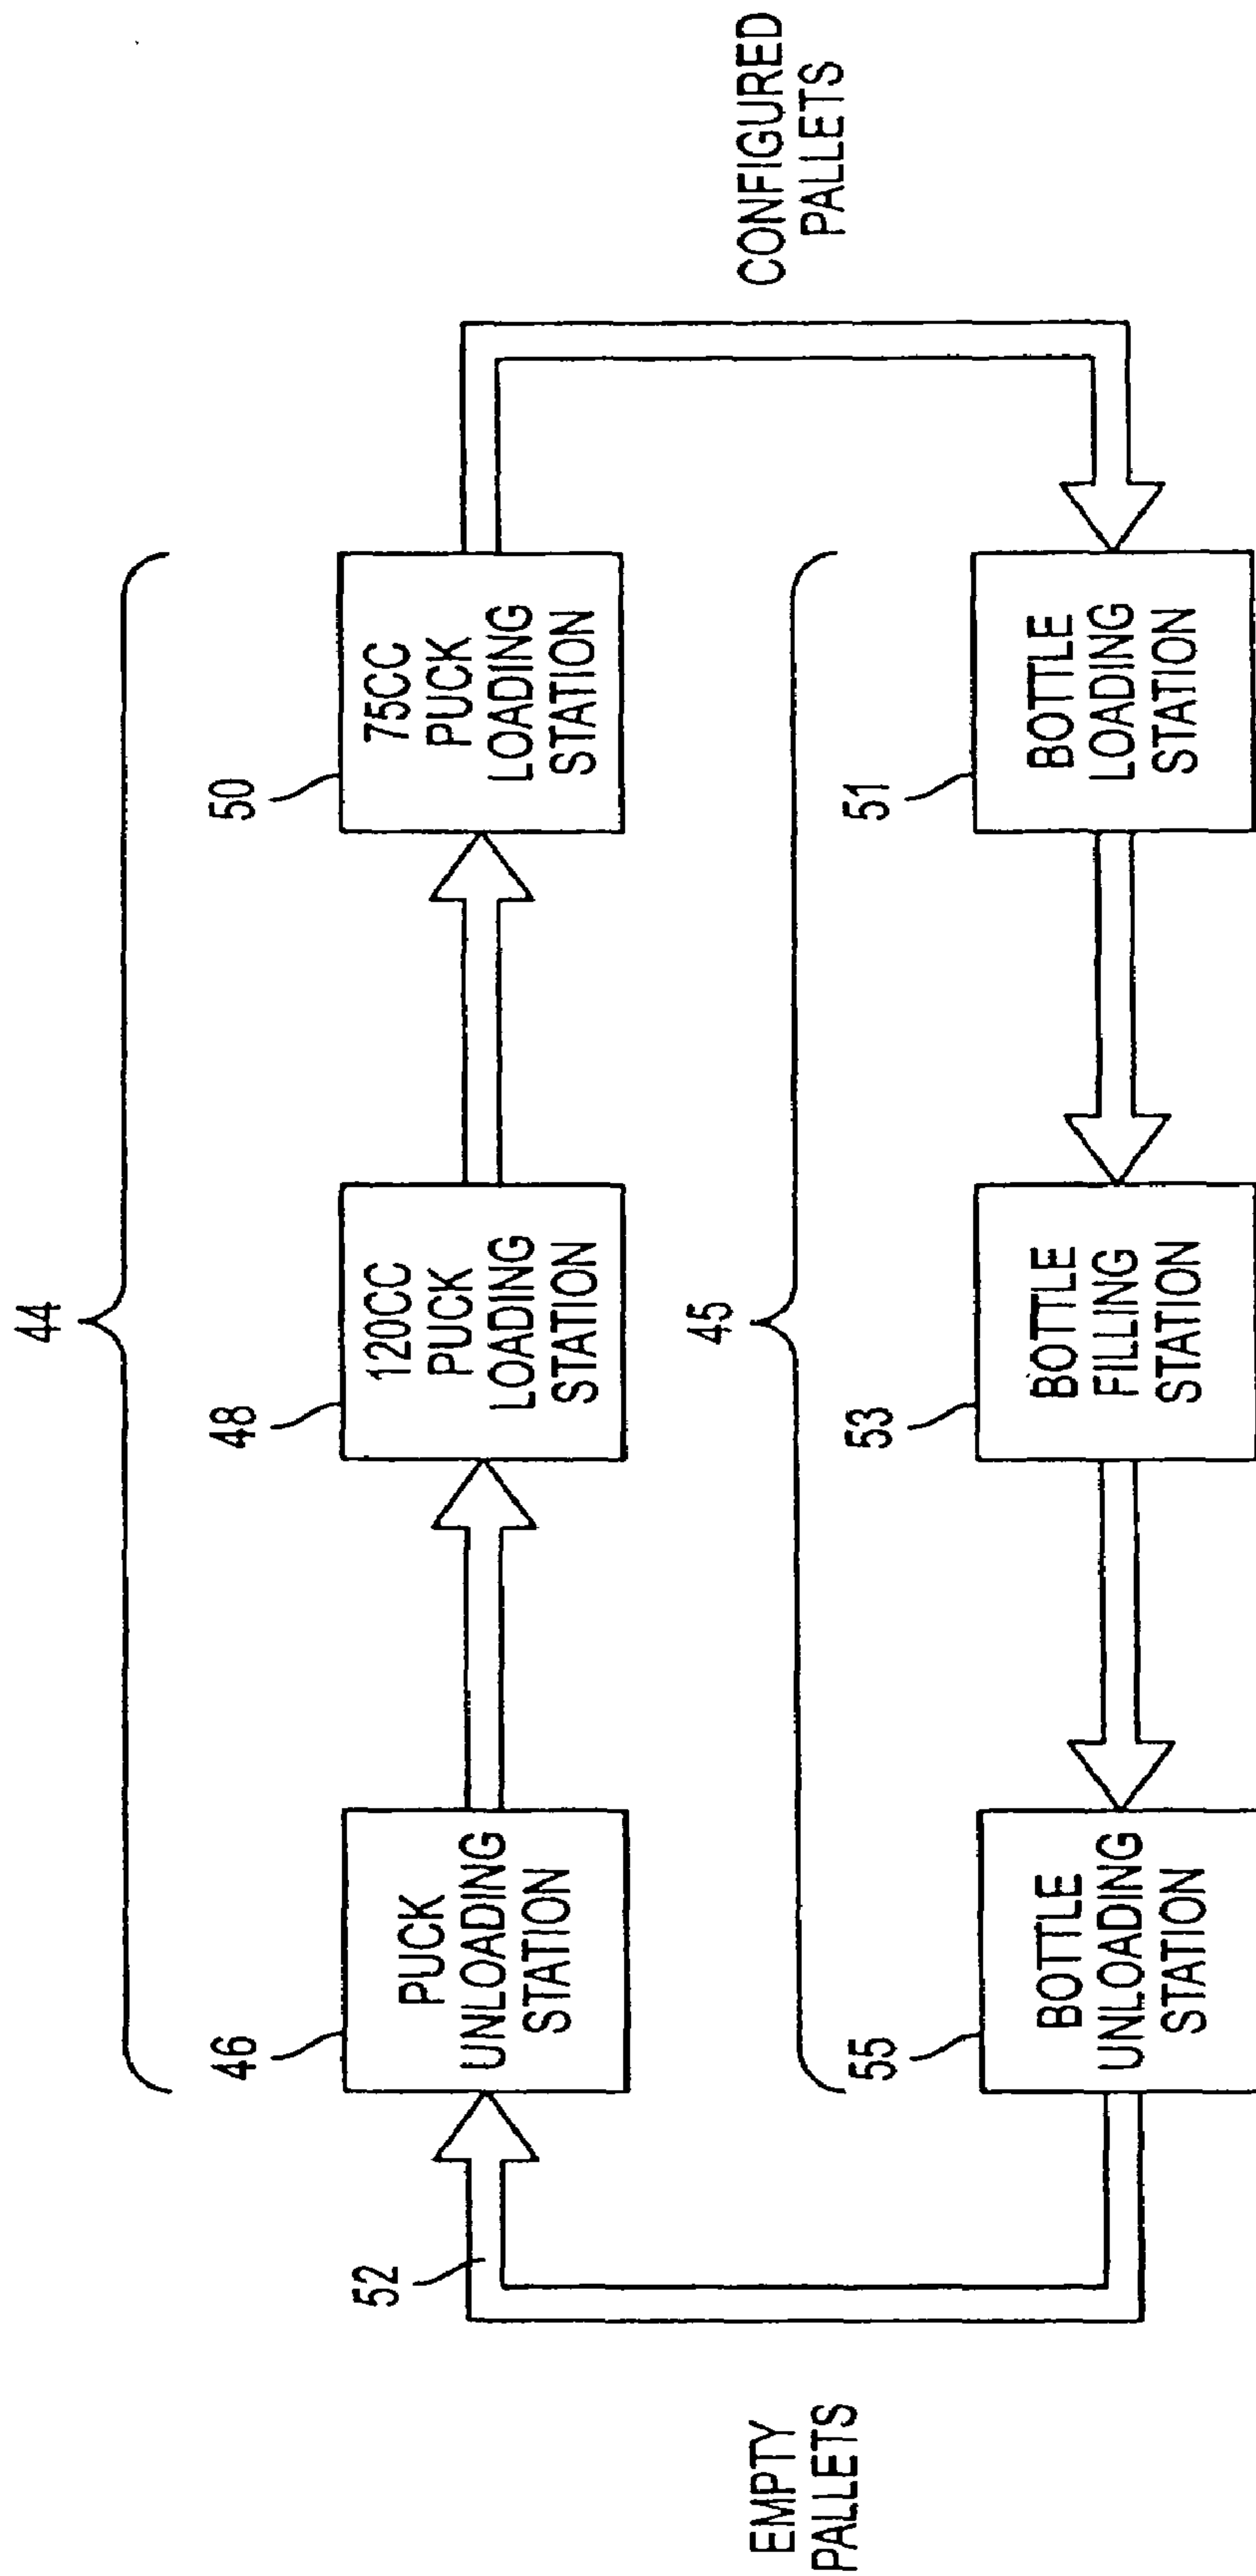 44
46
PUCK
UNLOADING
STATION
48
120CC
PUCK
LOADING
STATION
50
75CC
PUCK
LOADING
STATION
52
EMPTY
PALLETS
CONFIGURED
PALLETS
45
55
BOTTLE
UNLOADING
STATION
53
BOTTLE
FILLING
STATION
51
BOTTLE
LOADING
STATION